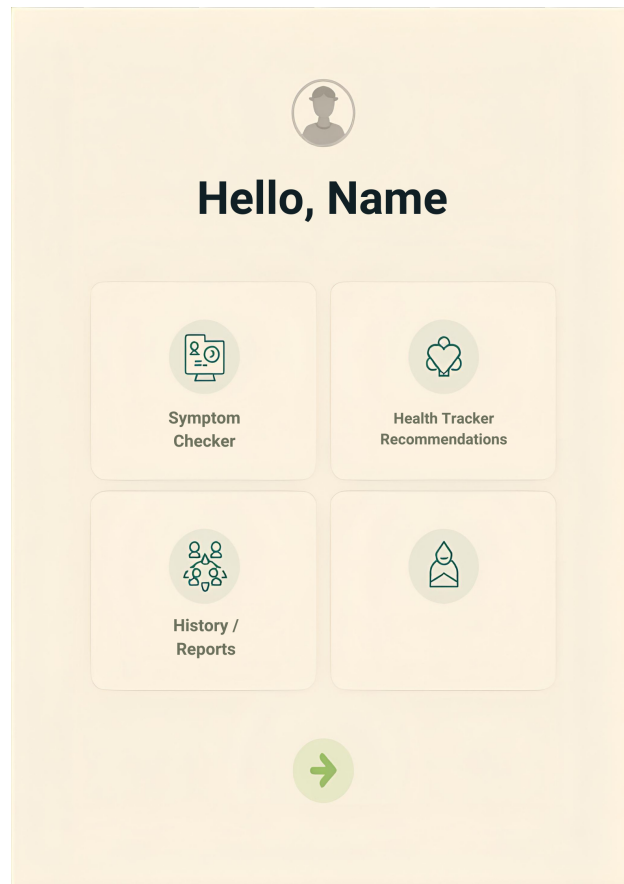 Hello, Name
Symptom
Checker
Health Tracker
Recommendations
History /
Reports